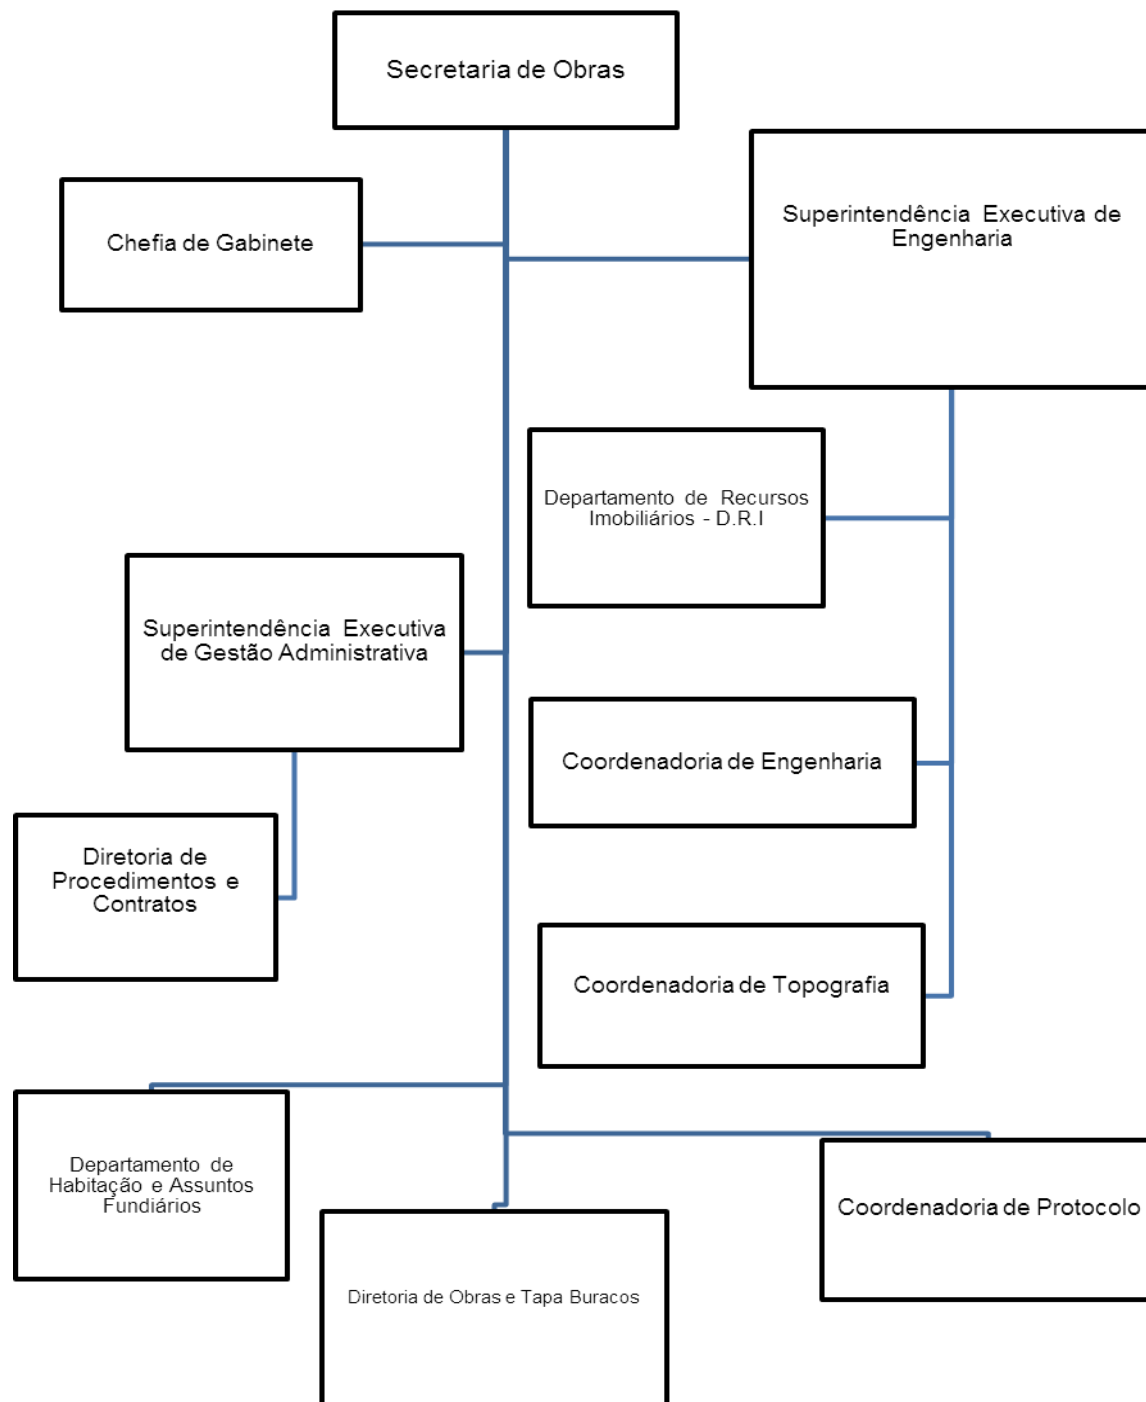 Secretaria de Obras
Chefia de Gabinete
Superintendência Executiva de
Engenharia
Departamento de Recursos
Imobiliários - D.R.I
Superintendência Executiva
de Gestão Administrativa
Coordenadoria de Engenharia
Diretoria de
Procedimentos e
Contratos
Coordenadoria de Topografia
Departamento de
Habitação e Assuntos
Fundiários
Coordenadoria de Protocolo
Diretoria de Obras e Tapa Buracos